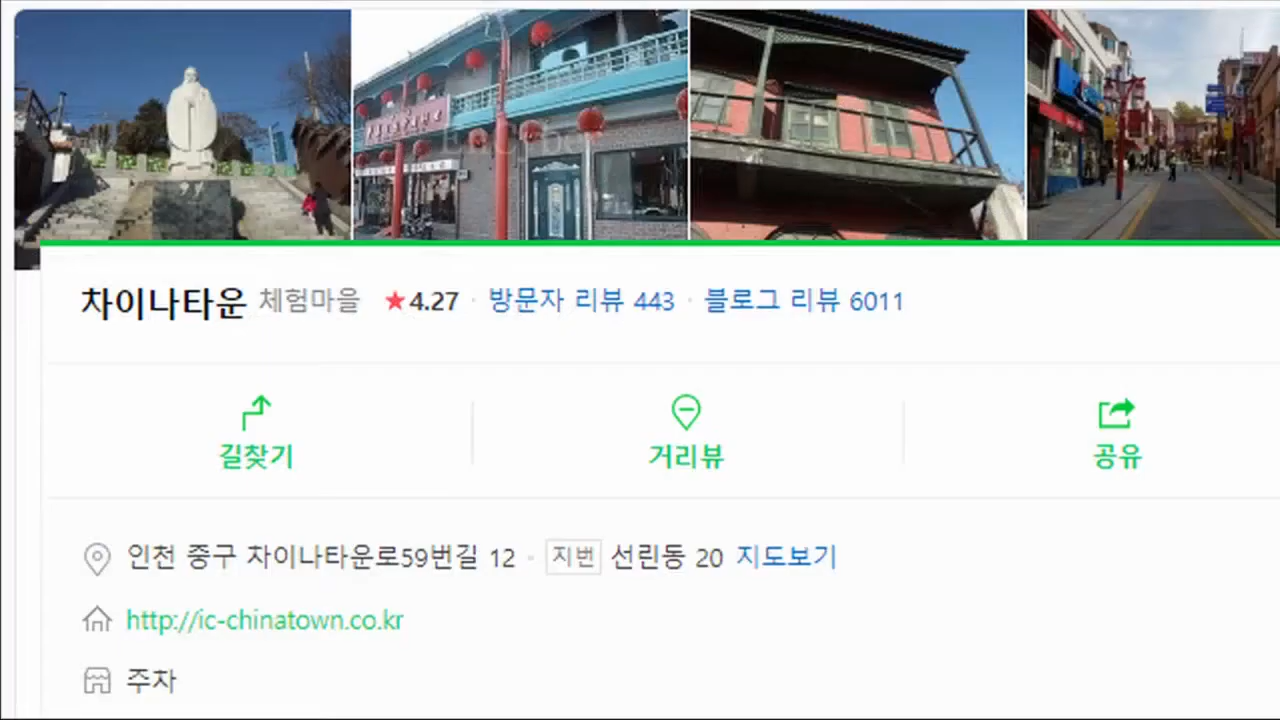 차이나타운 체험마을 ★4.27 · 방문자 리뷰 443 · 블로그 리뷰 6011
길찾기 거리뷰 공유
인천 중구 차이나타운로59번길 12 · 지번 선린동 20 지도보기
http://ic-chinatown.co.kr
주차